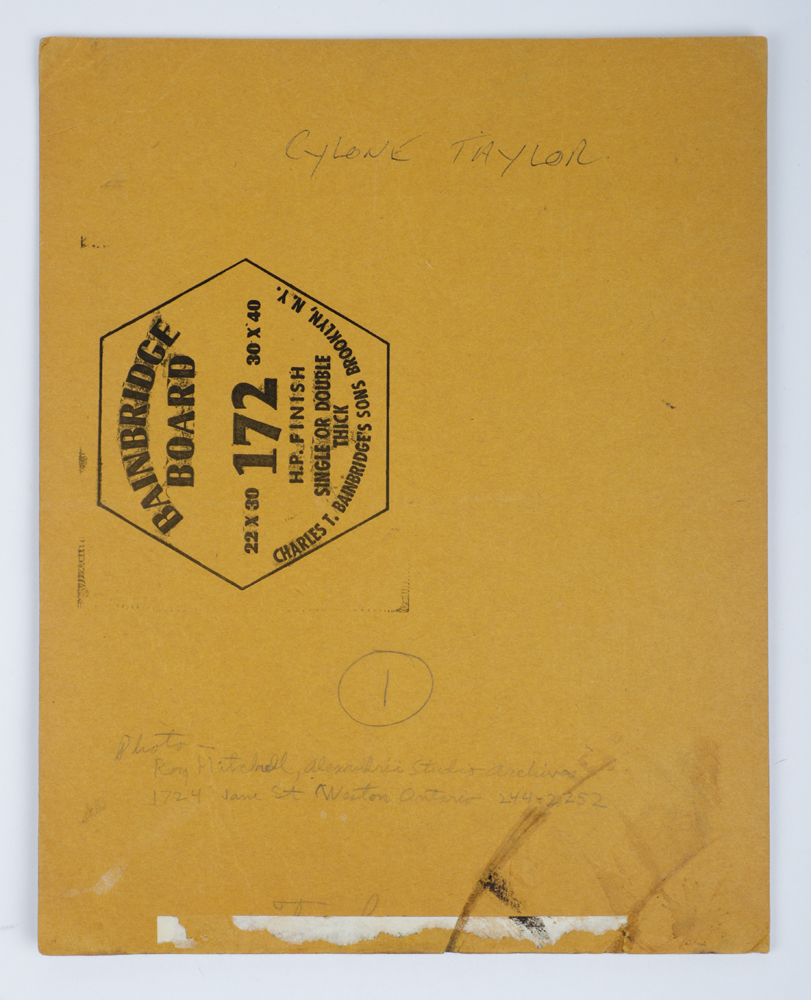 CYLONE TAYLOR.
BAINBRIDGE
BOARD
22 X 30 172 30 X 40
H.P. FINISH
SINGLE OR DOUBLE
THICK
CHARLES T. BAINBRIDGE'S SONS BROOKLYN, N.Y.
1
Photo -
Roy Mitchell, Alexandria Studio Archives
1724 Jane St Weston Ontario 244-2252